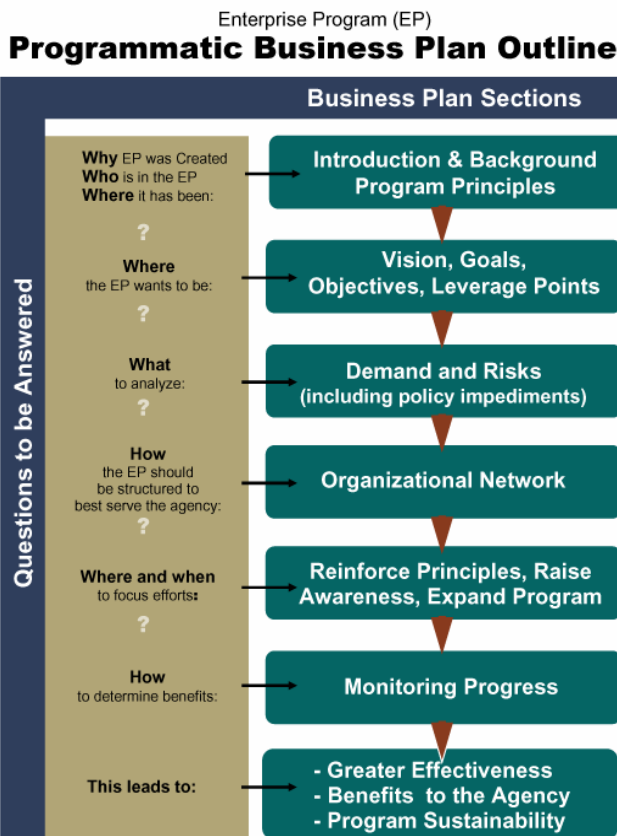 Enterprise Program (EP)
Programmatic Business Plan Outline
Business Plan Sections
Questions to be Answered
Why EP was Created
Who is in the EP
Where it has been:
Introduction & Background
Program Principles
?
Where
the EP wants to be:
Vision, Goals,
Objectives, Leverage Points
?
What
to analyze:
Demand and Risks
(including policy impediments)
?
How
the EP should
be structured to
best serve the agency:
Organizational Network
?
Where and when
to focus efforts:
Reinforce Principles, Raise
Awareness, Expand Program
?
How
to determine benefits:
Monitoring Progress
This leads to:
- Greater Effectiveness
- Benefits to the Agency
- Program Sustainability